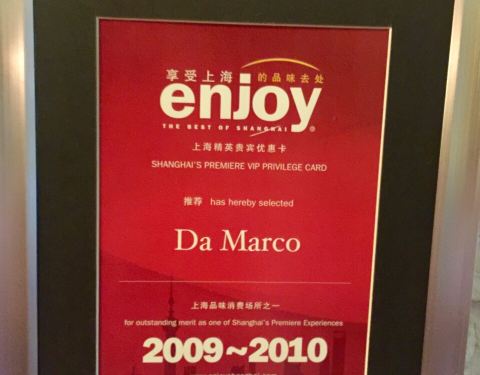 享受上海 的品味去处
enjoy
THE BEST OF SHANGHAI ®
上海精英贵宾优惠卡
SHANGHAI'S PREMIERE VIP PRIVILEGE CARD
推荐 has hereby selected
Da Marco
上海品味消费场所之一
for outstanding merit as one of Shanghai's Premiere Experiences
2009~2010